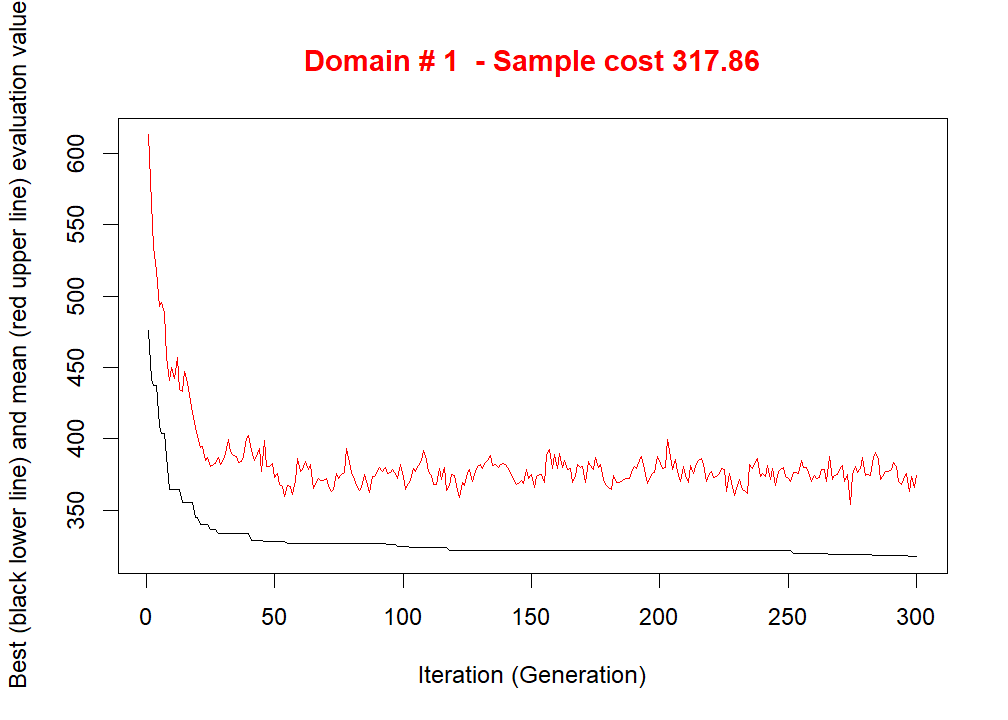 Domain # 1  - Sample cost 317.86
Best (black lower line) and mean (red upper line) evaluation value
600
550
500
450
400
350
0 50 100 150 200 250 300
Iteration (Generation)